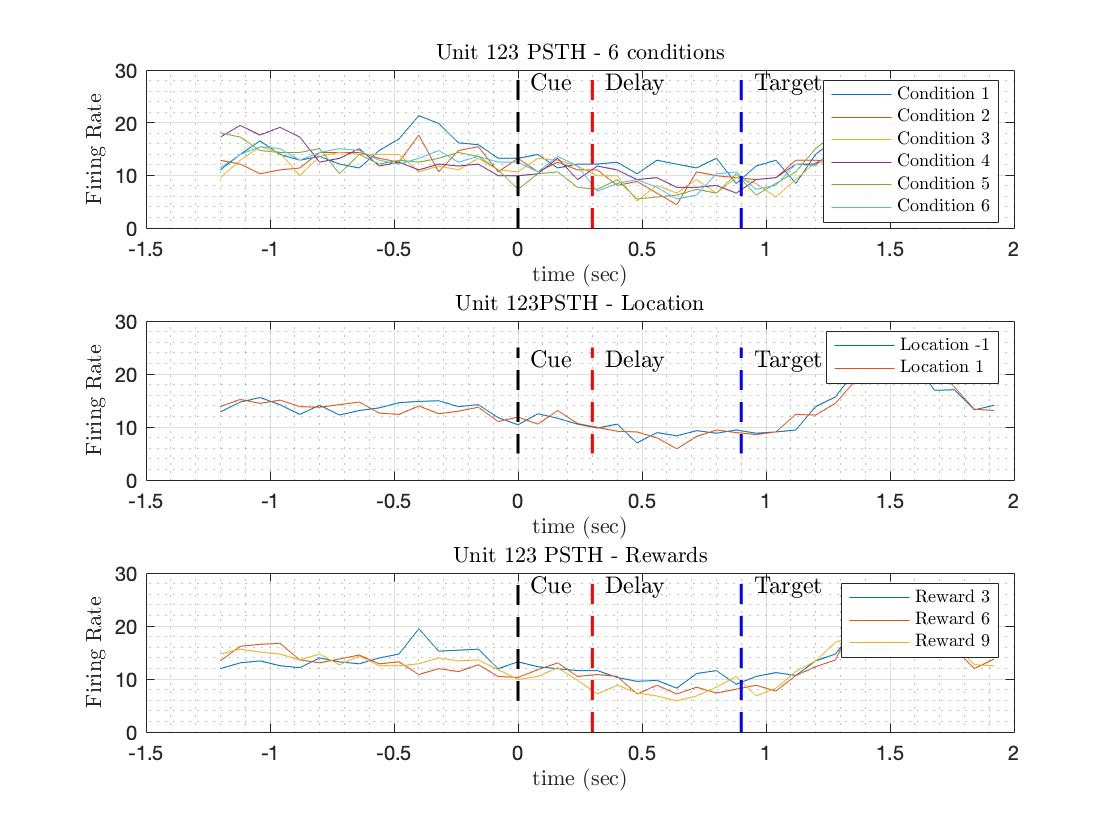 Unit 123 PSTH - 6 conditions
30
20
10
0
Firing Rate
Cue
Delay
Target
Condition 1
Condition 2
Condition 3
Condition 4
Condition 5
Condition 6
-1.5 -1 -0.5 0 0.5 1 1.5 2
time (sec)
Unit 123PSTH - Location
30
20
10
0
Firing Rate
Cue
Delay
Target
Location -1
Location 1
-1.5 -1 -0.5 0 0.5 1 1.5 2
time (sec)
Unit 123 PSTH - Rewards
30
20
10
0
Firing Rate
Cue
Delay
Target
Reward 3
Reward 6
Reward 9
-1.5 -1 -0.5 0 0.5 1 1.5 2
time (sec)